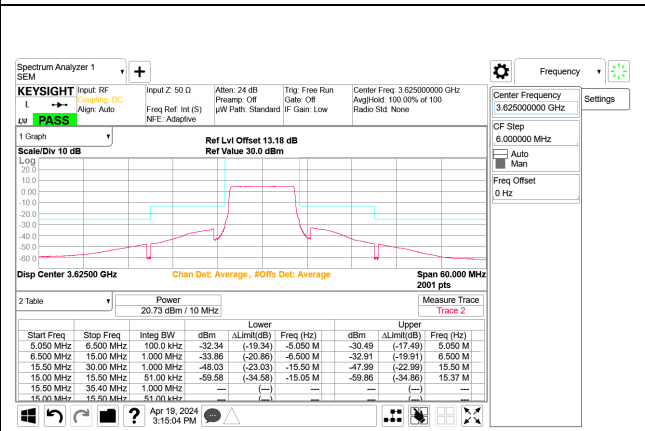 Spectrum Analyzer 1
SEM
Frequency
KEYSIGHT Input: RF Input Z: 50 Ω Atten: 24 dB Trig: Free Run Center Freq: 3.625000000 GHz
L Coupling: DC Preamp: Off Gate: Off Avg|Hold: 100.00% of 100
Align: Auto Freq Ref: Int (S) µW Path: Standard IF Gain: Low Radio Std: None
PASS NFE: Adaptive
Center Frequency
3.625000000 GHz
Settings
CF Step
6.000000 MHz
Auto
Man
Freq Offset
0 Hz
1 Graph
Ref Lvl Offset 13.18 dB
Scale/Div 10 dB Ref Value 30.0 dBm
Log
20.0
10.0
0.00
-10.0
-20.0
-30.0
-40.0
-50.0
-60.0
Disp Center 3.62500 GHz Chan Det: Average, #Offs Det: Average Span 60.000 MHz
2001 pts
2 Table Power Measure Trace
20.73 dBm / 10 MHz Trace 2
Lower Upper
Start Freq Stop Freq Integ BW dBm ∆Limit(dB) Freq (Hz) dBm ∆Limit(dB) Freq (Hz)
5.050 MHz 6.500 MHz 100.0 kHz -32.34 (-19.34) -5.050 M -30.49 (-17.49) 5.050 M
6.500 MHz 15.00 MHz 1.000 MHz -33.86 (-20.86) -6.500 M -32.91 (-19.91) 6.500 M
15.50 MHz 30.00 MHz 1.000 MHz -48.03 (-23.03) -15.50 M -47.99 (-22.99) 15.50 M
15.00 MHz 15.50 MHz 51.00 kHz -59.58 (-34.58) -15.05 M -59.86 (-34.86) 15.37 M
15.50 MHz 35.40 MHz 1.000 MHz --- (---) --- (---)
15.00 MHz 15.50 MHz 51.00 kHz --- (---) --- (---)
? Apr 19, 2024
3:15:04 PM